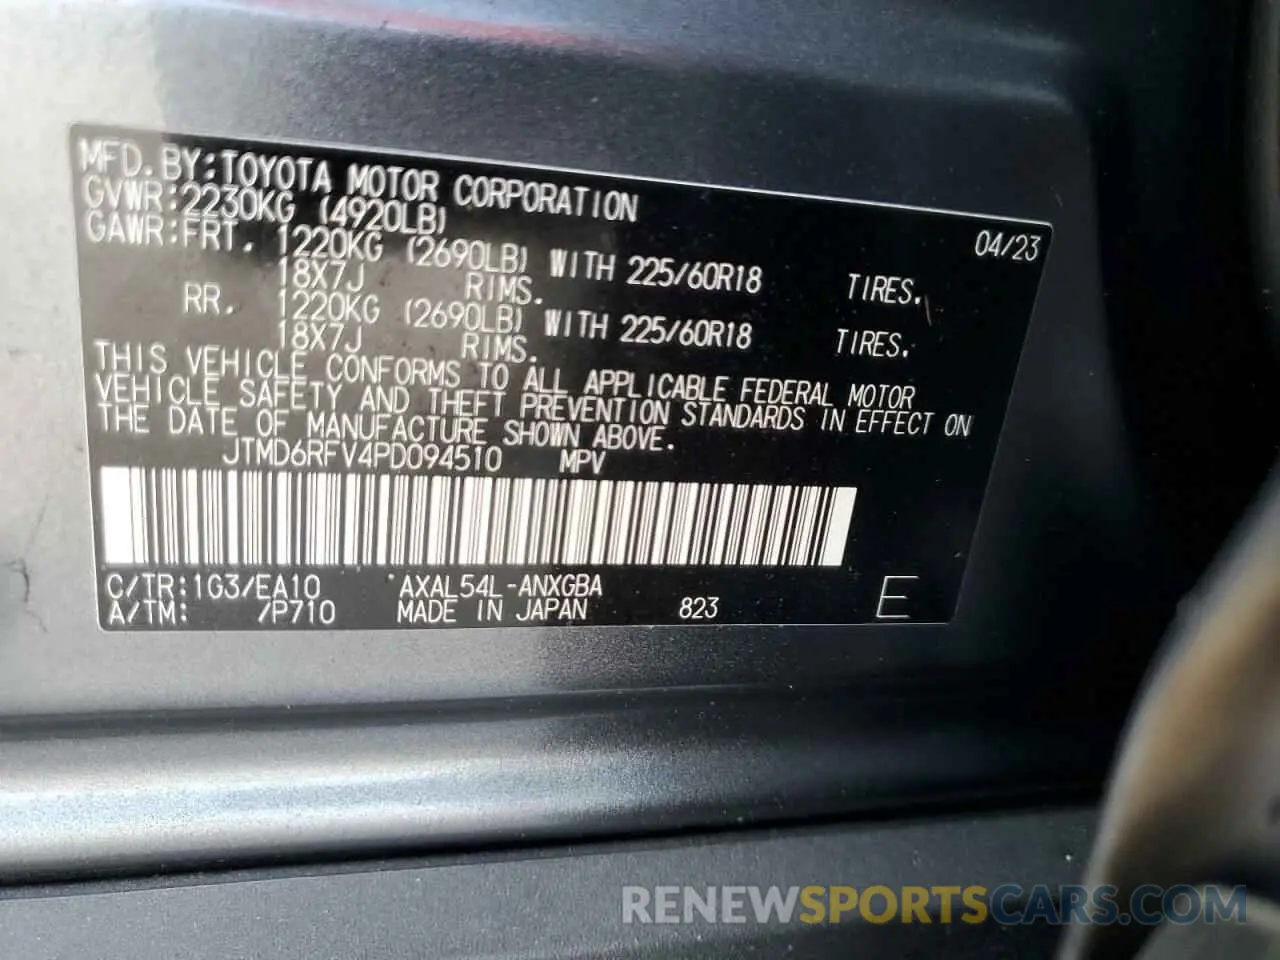 MFD.BY:TOYOTA MOTOR CORPORATION
GVWR:2230KG (4920LB) 04/23
GAWR:FRT. 1220KG (2690LB) WITH 225/60R18 TIRES.
18X7J RIMS.
RR. 1220KG (2690LB) WITH 225/60R18 TIRES.
18X7J RIMS.
THIS VEHICLE CONFORMS TO ALL APPLICABLE FEDERAL MOTOR
VEHICLE SAFETY AND THEFT PREVENTION STANDARDS IN EFFECT ON
THE DATE OF MANUFACTURE SHOWN ABOVE.
JTMD6RFV4PD094510 MPV
C/TR:1G3/EA10 AXAL54L-ANXGBA
A/TM: /P710 MADE IN JAPAN 823 E
RENEWSPORTSCARS.COM